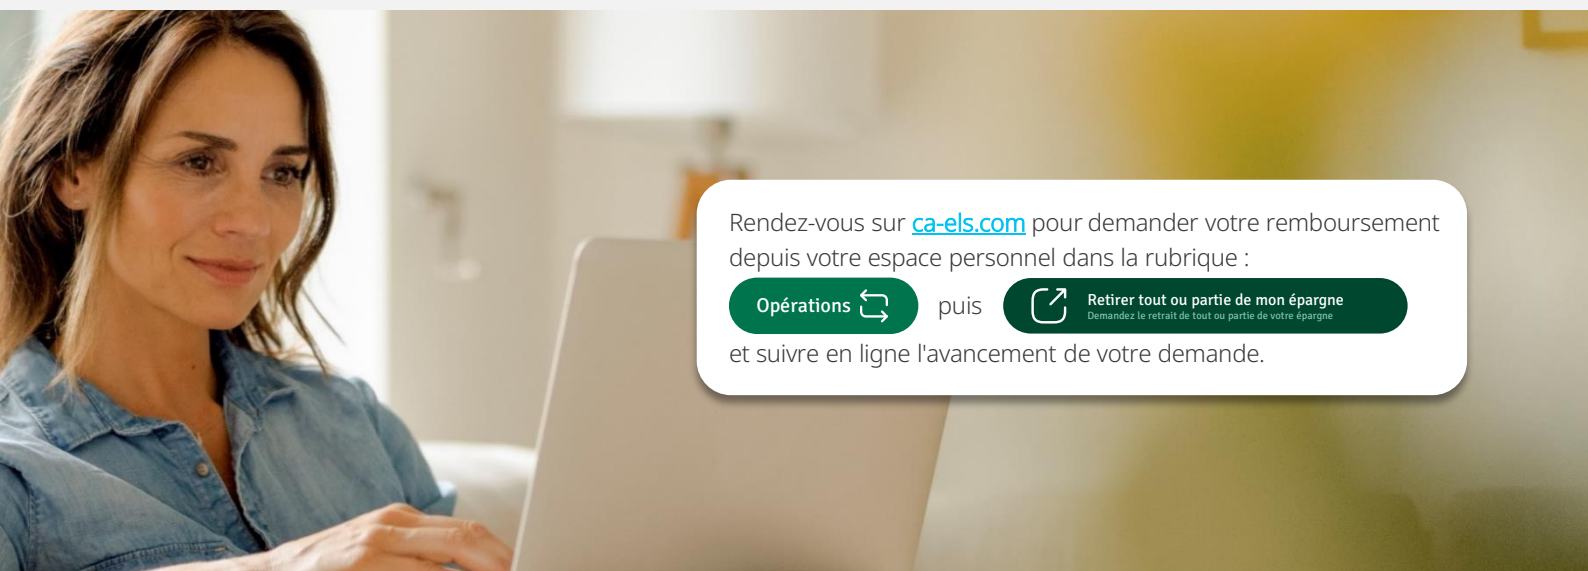 Rendez-vous sur ca-els.com pour demander votre remboursement
depuis votre espace personnel dans la rubrique :
Opérations puis Retirer tout ou partie de mon épargne
Demandez le retrait de tout ou partie de votre épargne
et suivre en ligne l'avancement de votre demande.